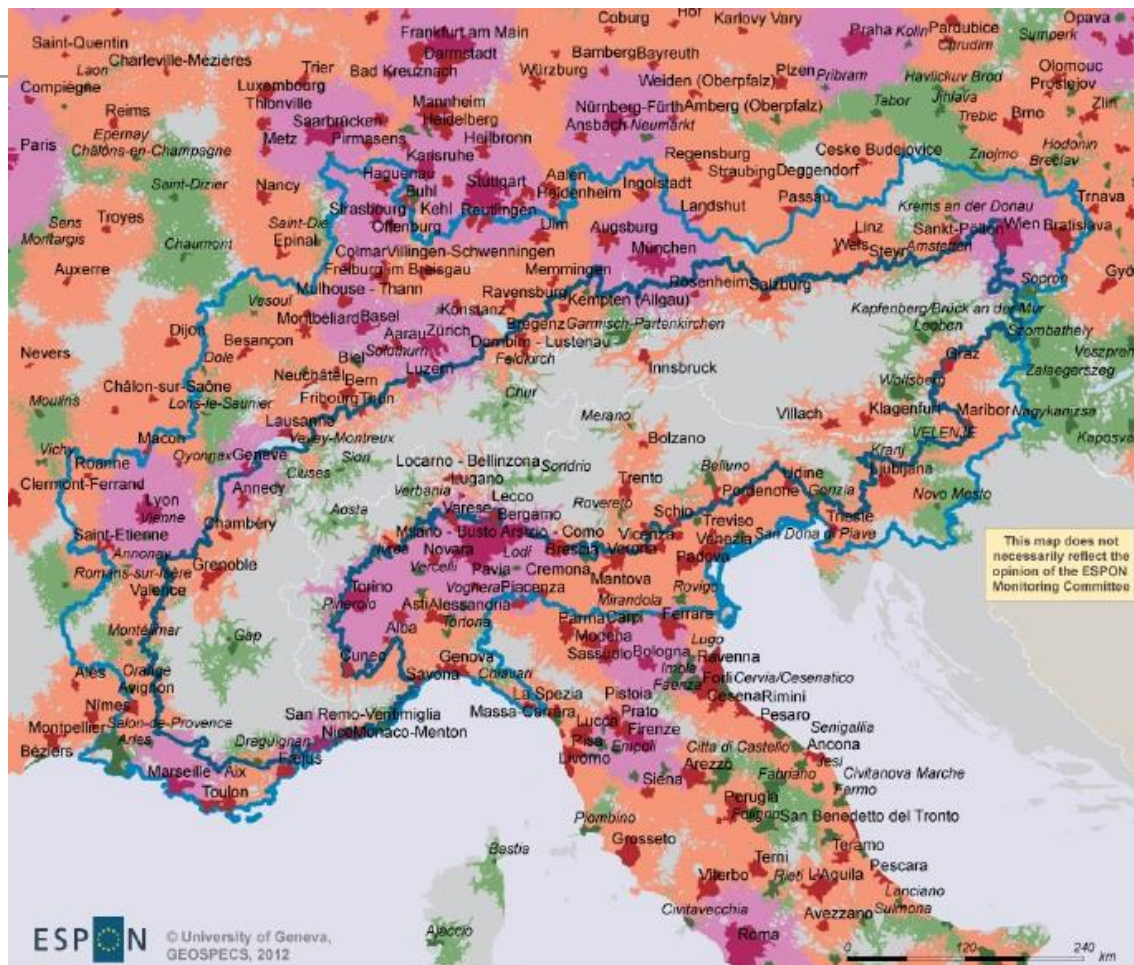 Coburg
Hof
Karlovy Vary
Praha
Kolin
Pardubice
Chrudim
Sumperk
Opava
Saint-Quentin
Laon
Charleville-Mézières
Compiègne
Frankfurt am Main
Darmstadt
Trier
Bad Kreuznach
Würzburg
Bamberg
Bayreuth
Weiden (Oberpfalz)
Plzen
Pribram
Havlickuv Brod
Olomouc
Prostejov
Luxembourg
Thionville
Reims
Epernay
Châlons-en-Champagne
Paris
Metz
Saarbrücken
Pirmasens
Mannheim
Heidelberg
Heilbronn
Nürnberg-Fürth
Ansbach
Neumarkt
Amberg (Oberpfalz)
Tabor
Jihlava
Trebic
Brno
Zlin
Hodonin
Breclav
Znojmo
Karlsruhe
Haguenau
Buhl
Stuttgart
Aalen
Heidenheim
Regensburg
Straubing
Deggendorf
Ceske Budejovice
Saint-Dizier
Nancy
Strasbourg
Kehl
Reutlingen
Ingolstadt
Landshut
Passau
Krems an der Donau
Trnava
Sens
Montargis
Troyes
Saint-Die
Epinal
Offenburg
Ulm
Augsburg
München
Linz
Wels
Steyr
Amstetten
Sankt-Pölten
Wien
Bratislava
Chaumont
Auxerre
Colmar
Villingen-Schwenningen
Freiburg im Breisgau
Memmingen
Rosenheim
Salzburg
Sopron
Györ
Vesoul
Mulhouse - Thann
Ravensburg
Kempten (Allgau)
Kapfenberg/Brück an der Mur
Leoben
Szombathely
Montbeliard
Basel
Konstanz
Bregenz
Garmisch-Partenkirchen
Dijon
Besançon
Dole
Aarau
Zürich
Solothurn
Biel
Dornbirn - Lustenau
Feldkirch
Innsbruck
Graz
Veszprem
Zalaegerszeg
Nevers
Neuchâtel
Bern
Luzern
Chur
Wolfsberg
Moulins
Châlon-sur-Saône
Lons-le-Saunier
Fribourg
Thun
Merano
Villach
Klagenfurt
Maribor
Nagykanizsa
Kaposvar
Vichy
Macon
Lausanne
Vevey-Montreux
Sion
Bolzano
VELENJE
Kranj
Roanne
Oyonnax
Geneve
Cluses
Locarno - Bellinzona
Lugano
Sondrio
Belluno
Udine
Ljubljana
Clermont-Ferrand
Lyon
Vienne
Annecy
Aosta
Verbania
Varese
Lecco
Bergamo
Trento
Rovereto
Pordenone
Gorizia
Novo Mosto
Saint-Etienne
Annonay
Chambéry
Ivrea
Milano - Busto Arsizio - Como
Novara
Lodi
Brescia
Schio
Vicenza
Verona
Treviso
Venezia
San Dona di Piave
Trieste
Romans-sur-Isère
Valence
Grenoble
Vercelli
Pavia
Cremona
Padova
Torino
Voghera
Piacenza
Mantova
Rovigo
Pinerolo
Asti
Alessandria
Tortona
Mirandola
Montélimar
Gap
Alba
Parma
Carpi
Ferrara
Cuneo
Genova
Chiavari
Modena
Sassuolo
Bologna
Lugo
Ravenna
Imola
Faenza
Alès
Orange
Avignon
Savona
Forlì
Cervia/Cesenatico
Cesena
Rimini
Nîmes
Montpellier
Salon-de-Provence
Arles
San Remo-Ventimiglia
La Spezia
Massa-Carrara
Pistoia
Prato
Lucca
Firenze
Pesaro
Senigallia
Béziers
Draguignan
Nice
Monaco-Menton
Pisa
Empoli
Livorno
Citta di Castello
Ancona
Jesi
Marseille
Aix
Fréjus
Toulon
Siena
Arezzo
Fabriano
Civitanova Marche
Fermo
Perugia
Foligno
San Benedetto del Tronto
Piombino
Grosseto
Bastia
Teramo
Terni
Rieti
L'Aquila
Pescara
Viterbo
Lanciano
Civitavecchia
Avezzano
Sulmona
Ajaccio
Roma
This map does not
necessarily reflect the
opinion of the ESPON
Monitoring Committee
ESPON
© University of Geneva,
GEOSPECS, 2012
0 120 240
km